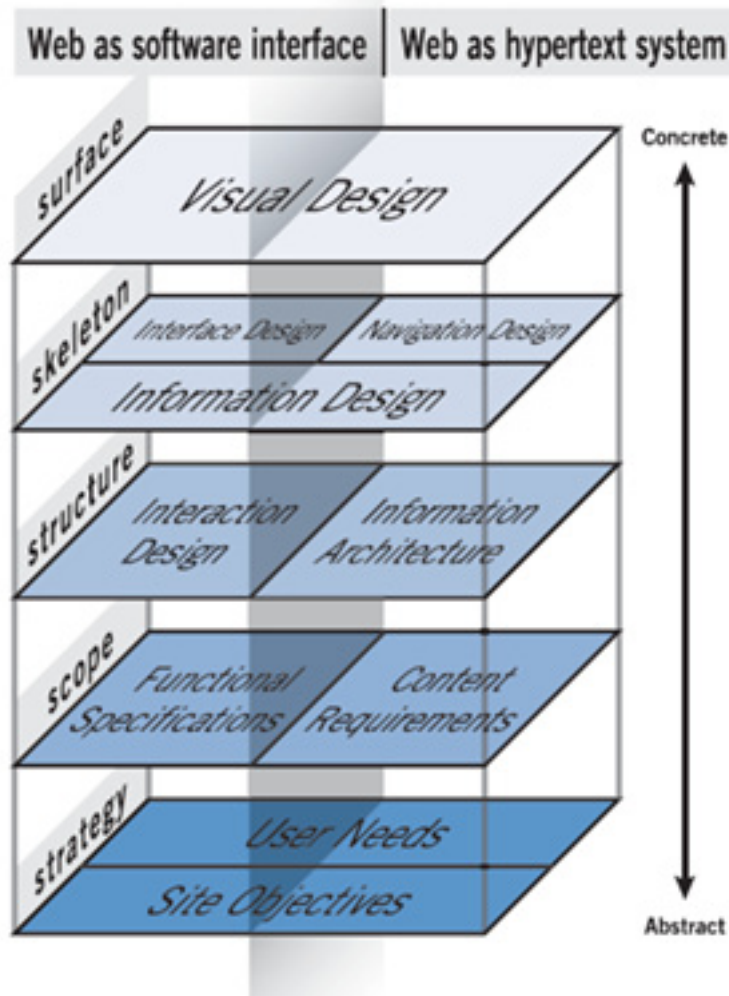 Web as software interface
Web as hypertext system
Concrete
surface
Visual Design
skeleton
Interface Design
Navigation Design
Information Design
structure
Interaction
Design
Information
Architecture
scope
Functional
Specifications
Content
Requirements
strategy
User Needs
Site Objectives
Abstract